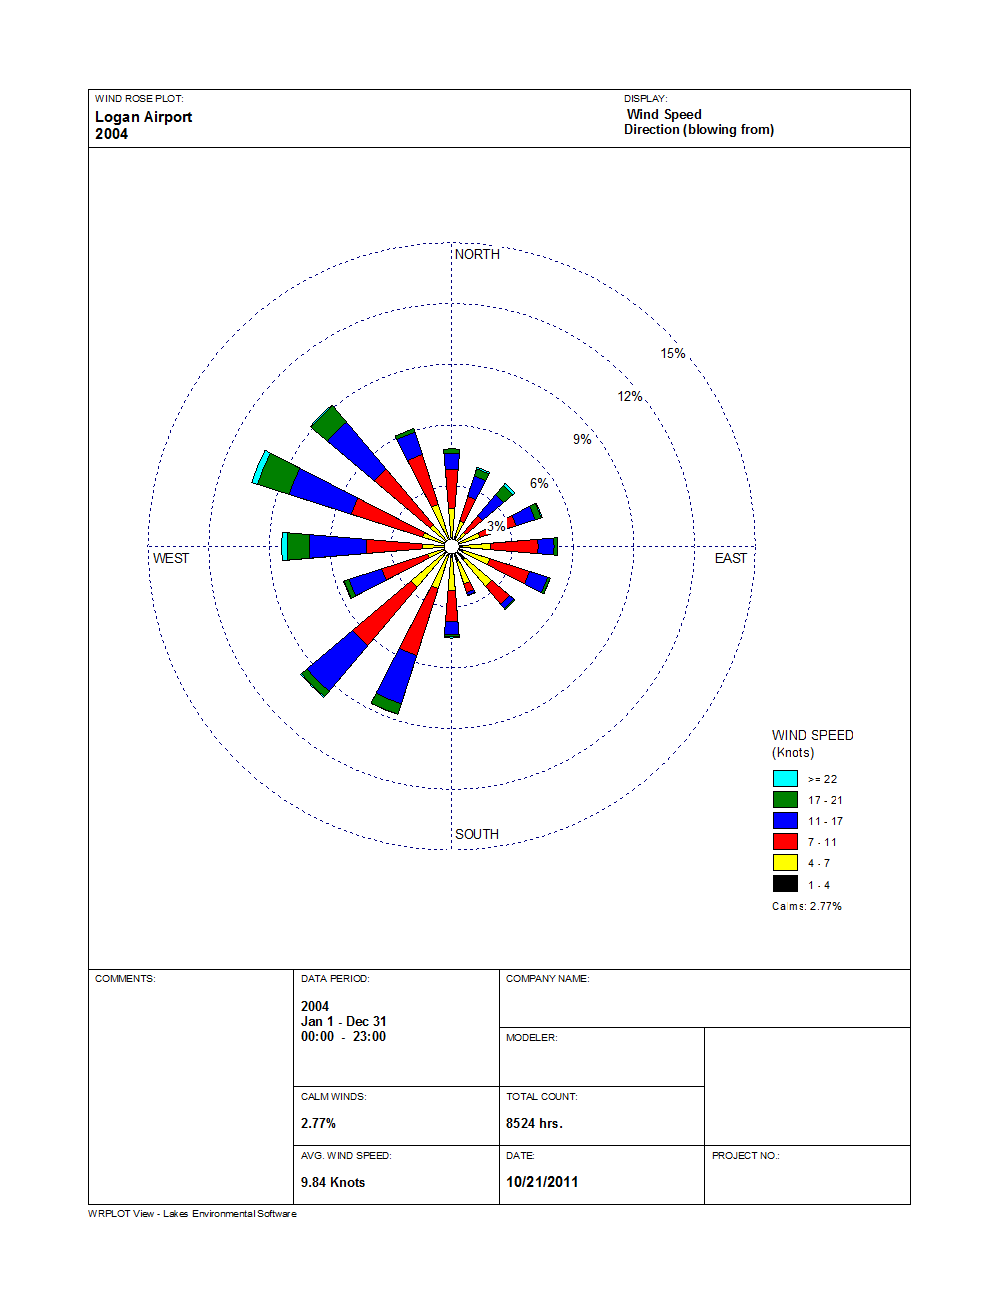 WIND ROSE PLOT:
Logan Airport
2004
DISPLAY:
Wind Speed
Direction (blowing from)
NORTH
15%
12%
9%
6%
3%
WEST
EAST
SOUTH
WIND SPEED
(Knots)
>= 22
17 - 21
11 - 17
7 - 11
4 - 7
1 - 4
Calms: 2.77%
COMMENTS:
DATA PERIOD:
2004
Jan 1 - Dec 31
00:00 - 23:00
COMPANY NAME:
MODELER:
CALM WINDS:
2.77%
TOTAL COUNT:
8524 hrs.
AVG. WIND SPEED:
9.84 Knots
DATE:
10/21/2011
PROJECT NO.:
WRPLOT View - Lakes Environmental Software